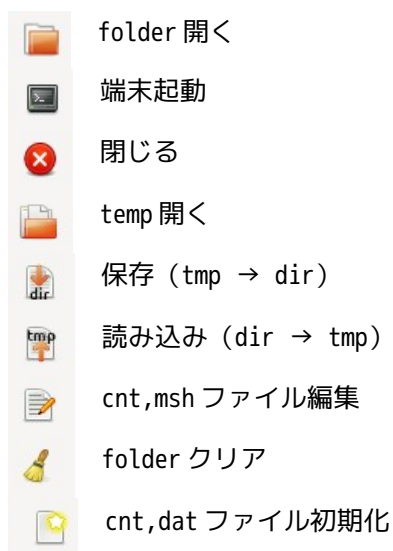 folder 開く
端末起動
閉じる
temp 開く
dir
保存 (tmp → dir)
tmp
読み込み (dir → tmp)
cnt,msh ファイル編集
folder クリア
cnt,dat ファイル初期化